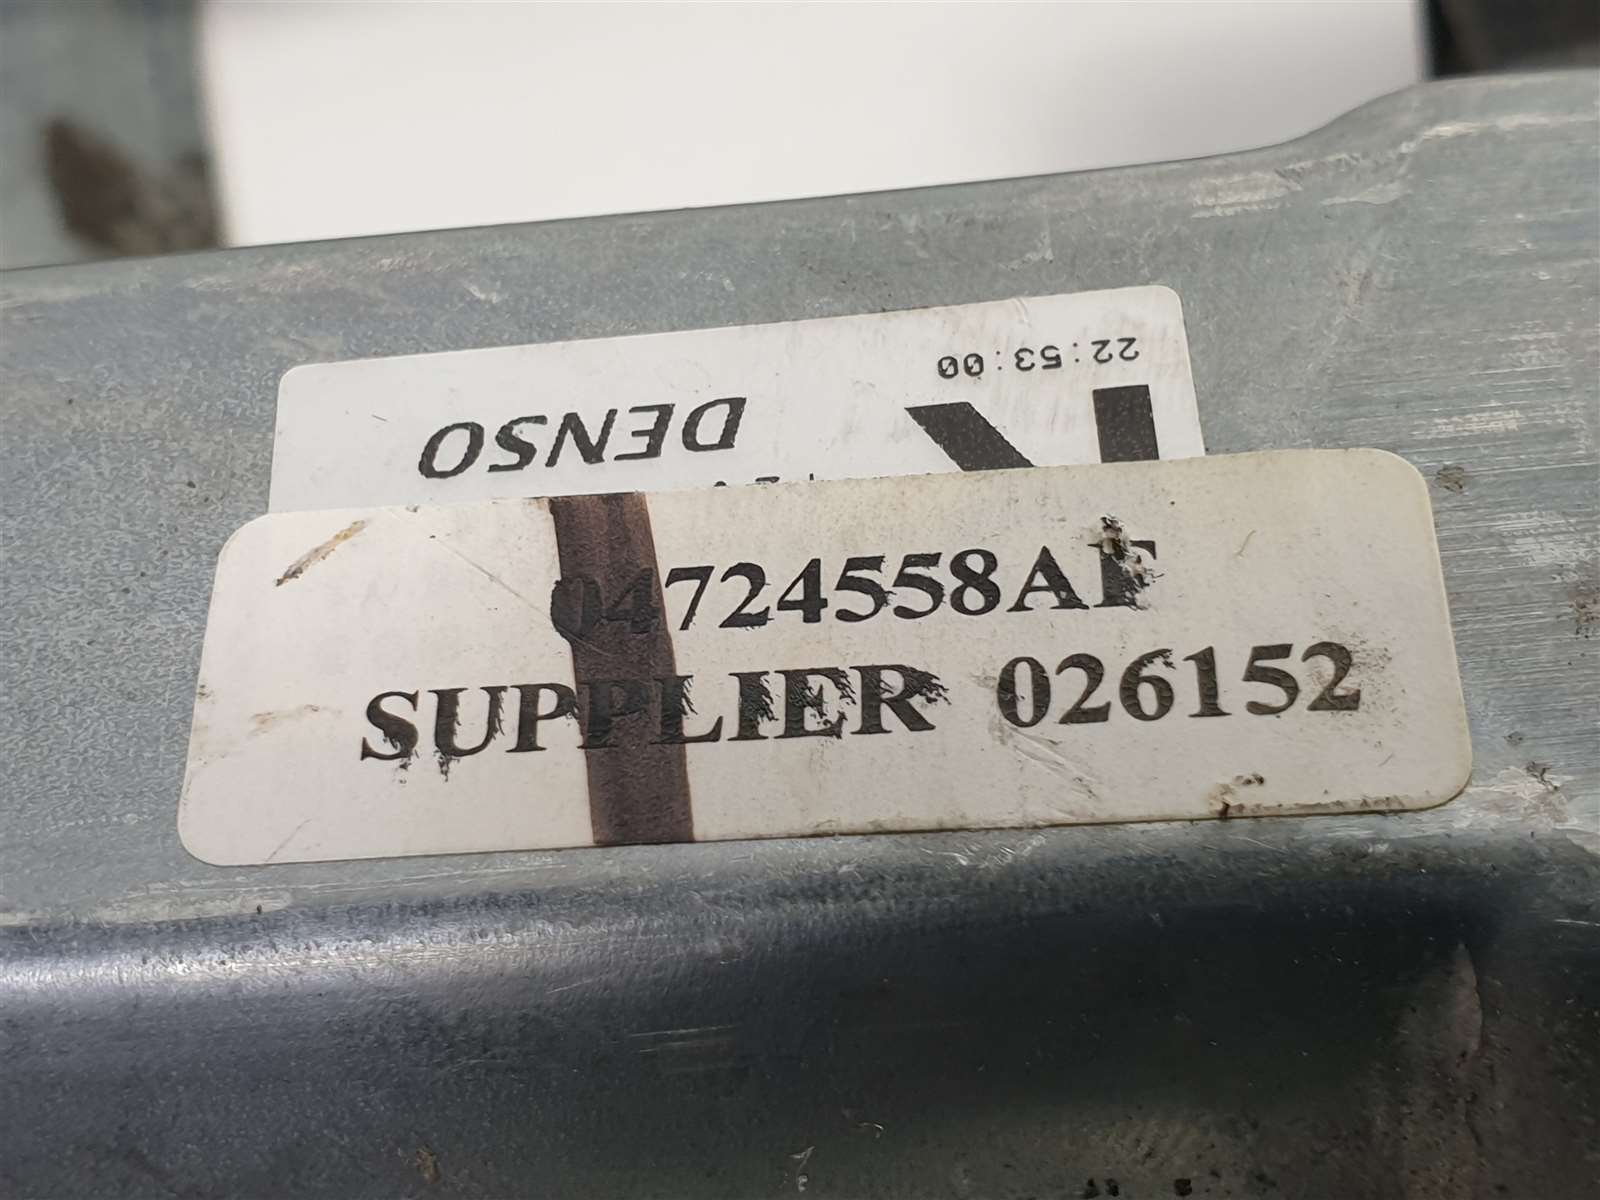 22:53:00
DENSO
04724558AF
SUPPLIER 026152